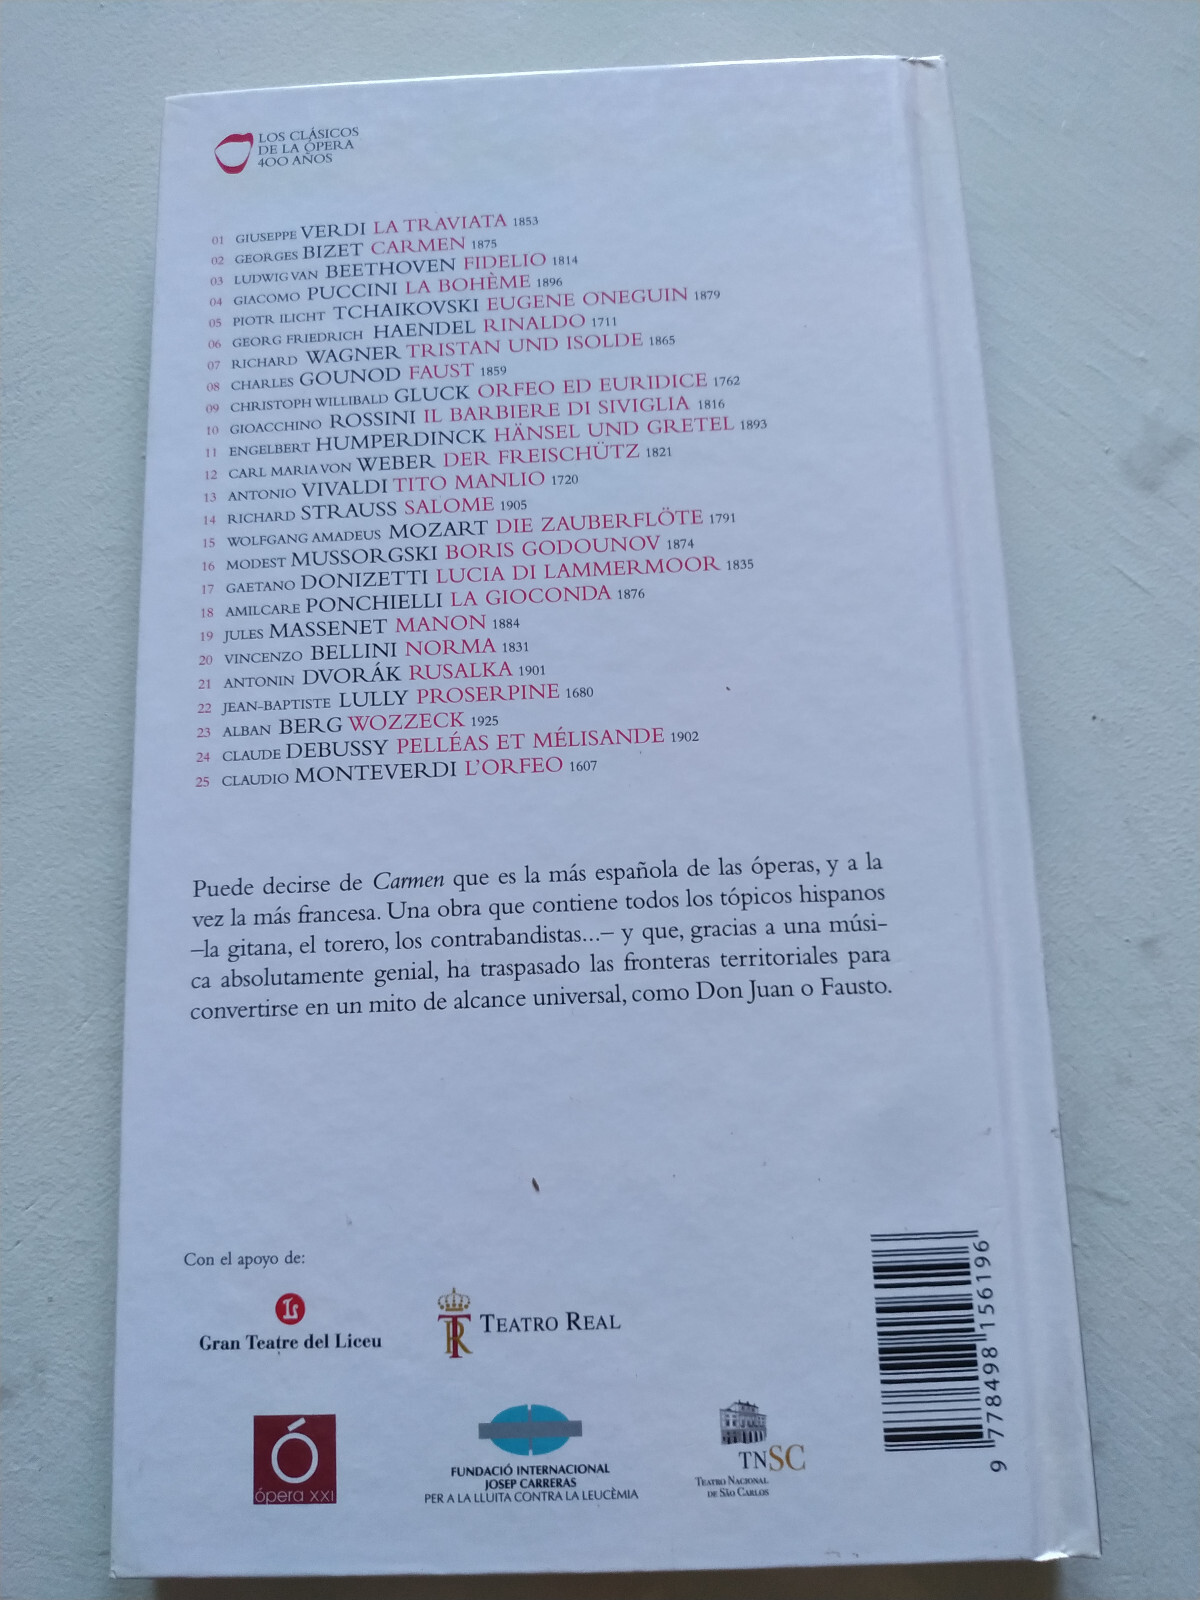 LOS CLÁSICOS
DE LA ÓPERA
400 AÑOS
01 GIUSEPPE VERDI LA TRAVIATA 1853
02 GEORGES BIZET CARMEN 1875
03 LUDWIG VAN BEETHOVEN FIDELIO 1814
04 GIACOMO PUCCINI LA BOHÈME 1896
05 PIOTR ILICHT TCHAIKOVSKI EUGENE ONEGUIN 1879
06 GEORG FRIEDRICH HAENDEL RINALDO 1711
07 RICHARD WAGNER TRISTAN UND ISOLDE 1865
08 CHARLES GOUNOD FAUST 1859
09 CHRISTOPH WILLIBALD GLUCK ORFEO ED EURIDICE 1762
10 GIOACCHINO ROSSINI IL BARBIERE DI SIVIGLIA 1816
11 ENGELBERT HUMPERDINCK HÄNSEL UND GRETEL 1893
12 CARL MARIA VON WEBER DER FREISCHÜTZ 1821
13 ANTONIO VIVALDI TITO MANLIO 1720
14 RICHARD STRAUSS SALOME 1905
15 WOLFGANG AMADEUS MOZART DIE ZAUBERFLÖTE 1791
16 MODEST MUSSORGSKI BORIS GODOUNOV 1874
17 GAETANO DONIZETTI LUCIA DI LAMMERMOOR 1835
18 AMILCARE PONCHIELLI LA GIOCONDA 1876
19 JULES MASSENET MANON 1884
20 VINCENZO BELLINI NORMA 1831
21 ANTONIN DVORÁK RUSALKA 1901
22 JEAN-BAPTISTE LULLY PROSERPINE 1680
23 ALBAN BERG WOZZECK 1925
24 CLAUDE DEBUSSY PELLÉAS ET MÉLISANDE 1902
25 CLAUDIO MONTEVERDI L'ORFEO 1607
Puede decirse de Carmen que es la más española de las óperas, y a la
vez la más francesa. Una obra que contiene todos los tópicos hispanos
–la gitana, el torero, los contrabandistas...– y que, gracias a una músi-
ca absolutamente genial, ha traspasado las fronteras territoriales para
convertirse en un mito de alcance universal, como Don Juan o Fausto.
Con el apoyo de:
Gran Teatre del Liceu
TEATRO REAL
Ó
ópera XXI
FUNDACIÓ INTERNACIONAL
JOSEP CARRERAS
PER A LA LLUITA CONTRA LA LEUCÈMIA
TNSC
TEATRO NACIONAL
DE SÃO CARLOS
9 778498 156196